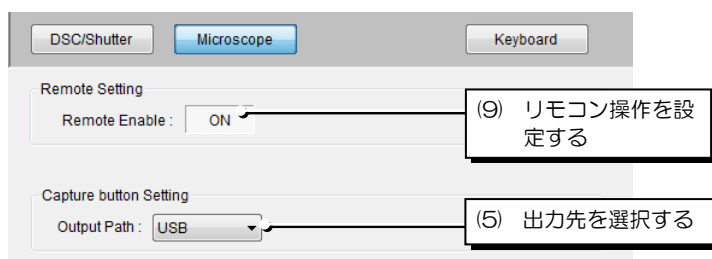 DSC/Shutter Microscope Keyboard
Remote Setting
Remote Enable : ON
(9) リモコン操作を設
定する
Capture button Setting
Output Path : USB
(5) 出力先を選択する